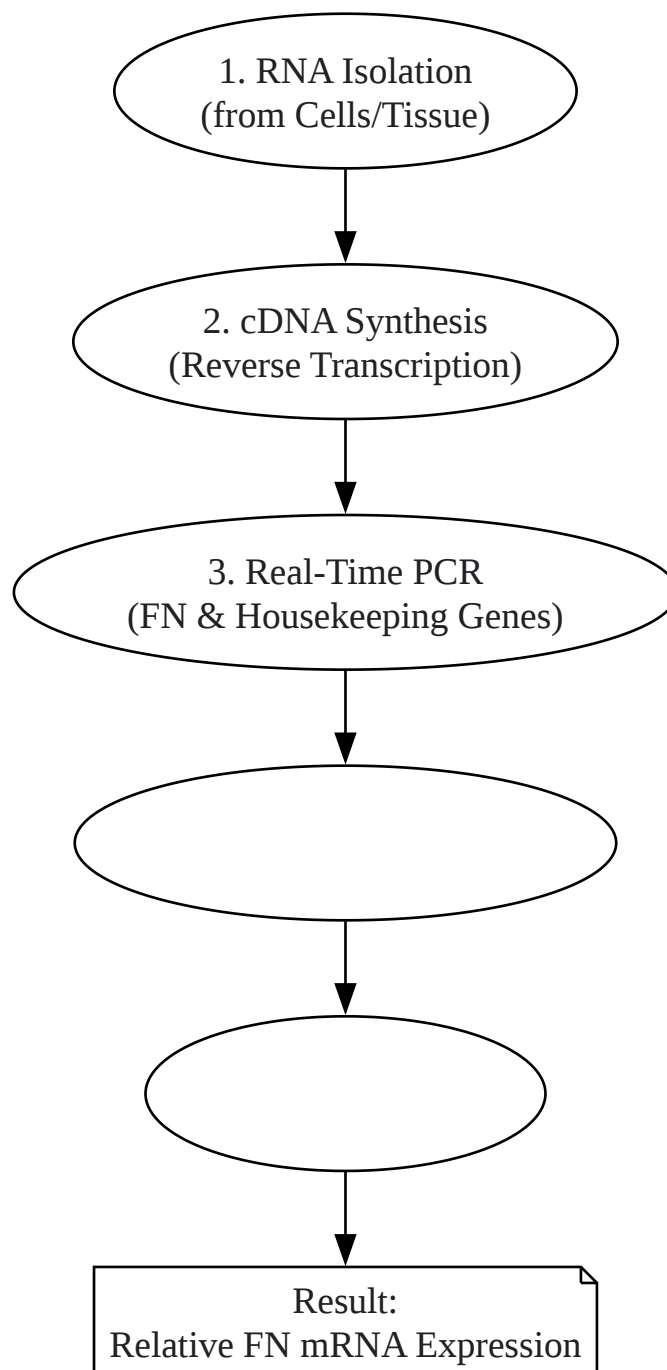 1. RNA Isolation
(from Cells/Tissue)
2. cDNA Synthesis
(Reverse Transcription)
3. Real-Time PCR
(FN & Housekeeping Genes)
Result:
Relative FN mRNA Expression